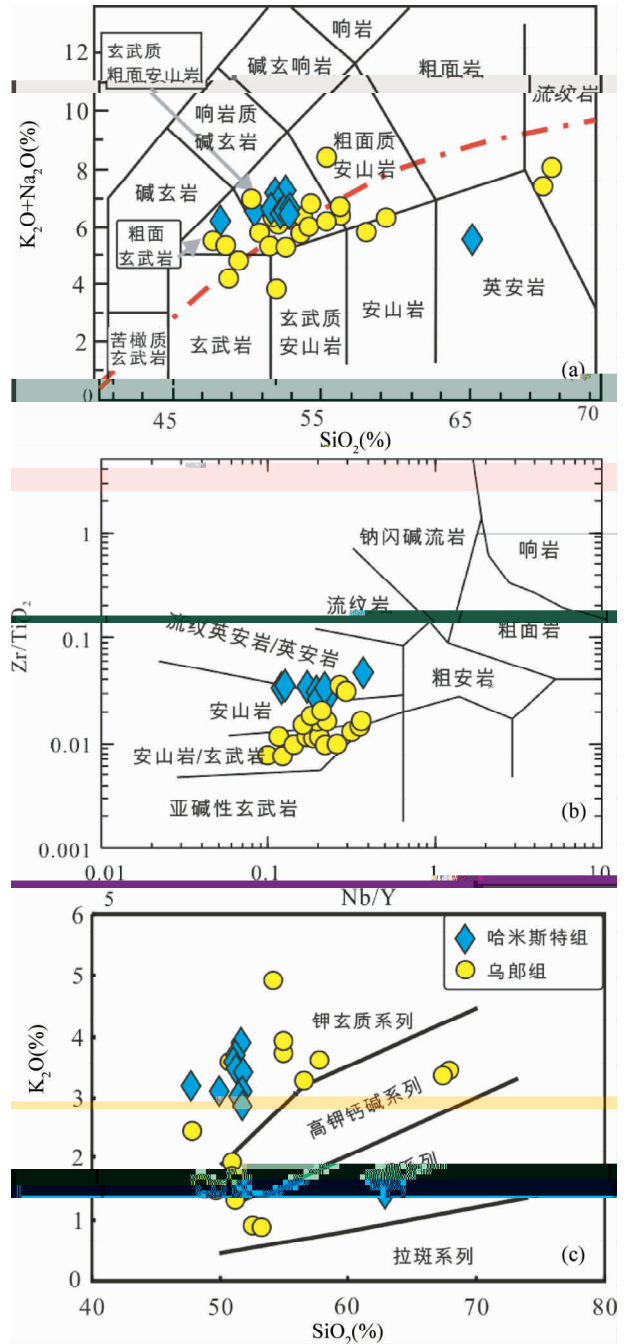 响岩
12
玄武质
粗面安山岩
碱玄响岩
粗面岩
流纹岩
10
响岩质
碱玄岩
粗面质
安山岩
K₂O+Na₂O(%)
8
碱玄岩
6
粗面
玄武岩
4
英安岩
安山岩
玄武质
安山岩
玄武岩
苦橄质
玄武岩
2
(a)
0
45
55
65
70
SiO₂(%)
钠闪碱流岩
响岩
1
流纹岩
粗面岩
Zr/TiO₂
0.1
流纹英安岩/英安岩
粗安岩
安山岩
0.01
安山岩/玄武岩
亚碱性玄武岩
(b)
0.001
0.01
0.1
1
10
5
Nb/Y
6
哈米斯特组
乌郎组
5
钾玄质系列
4
K₂O(%)
3
高钾钙碱系列
2
系列
1
拉斑系列
(c)
0
40
50
60
70
80
SiO₂(%)